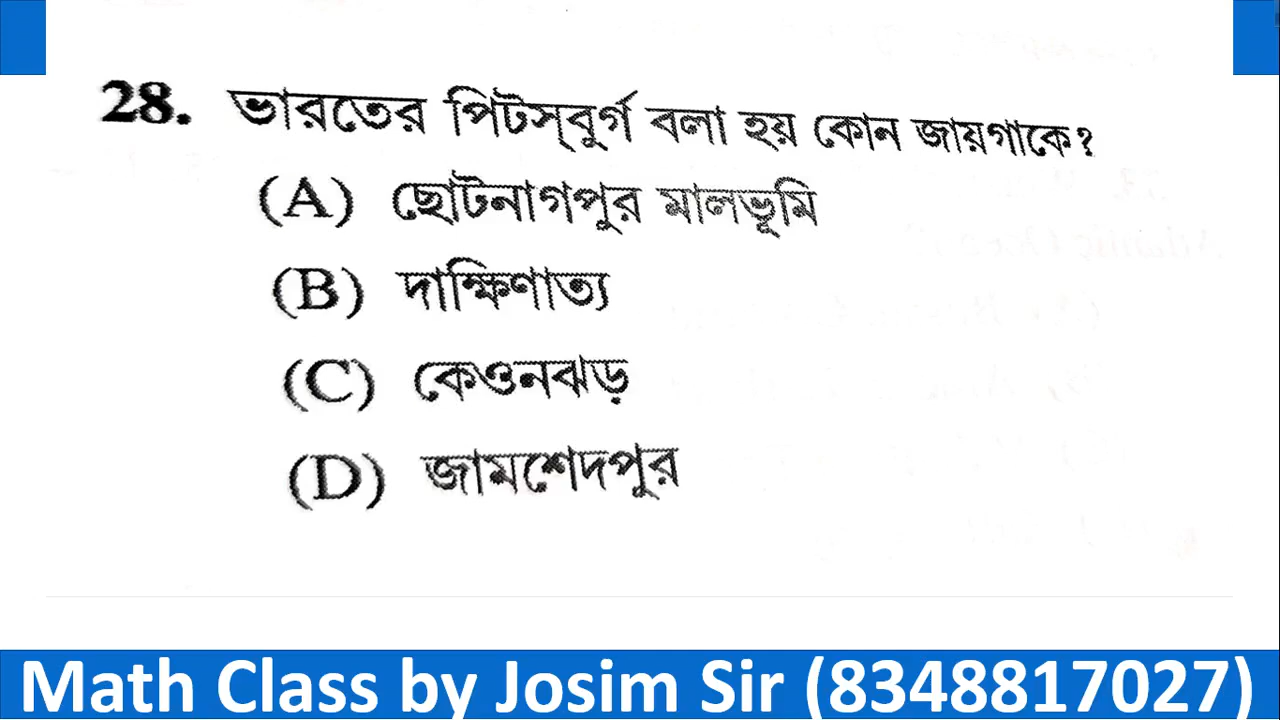 28. ভারতের পিটস্‌বুর্গ বলা হয় কোন জায়গাকে?
(A) ছোটনাগপুর মালভূমি
(B) দাক্ষিণাত্য
(C) কেওনঝড়
(D) জামশেদপুর
Math Class by Josim Sir (8348817027)